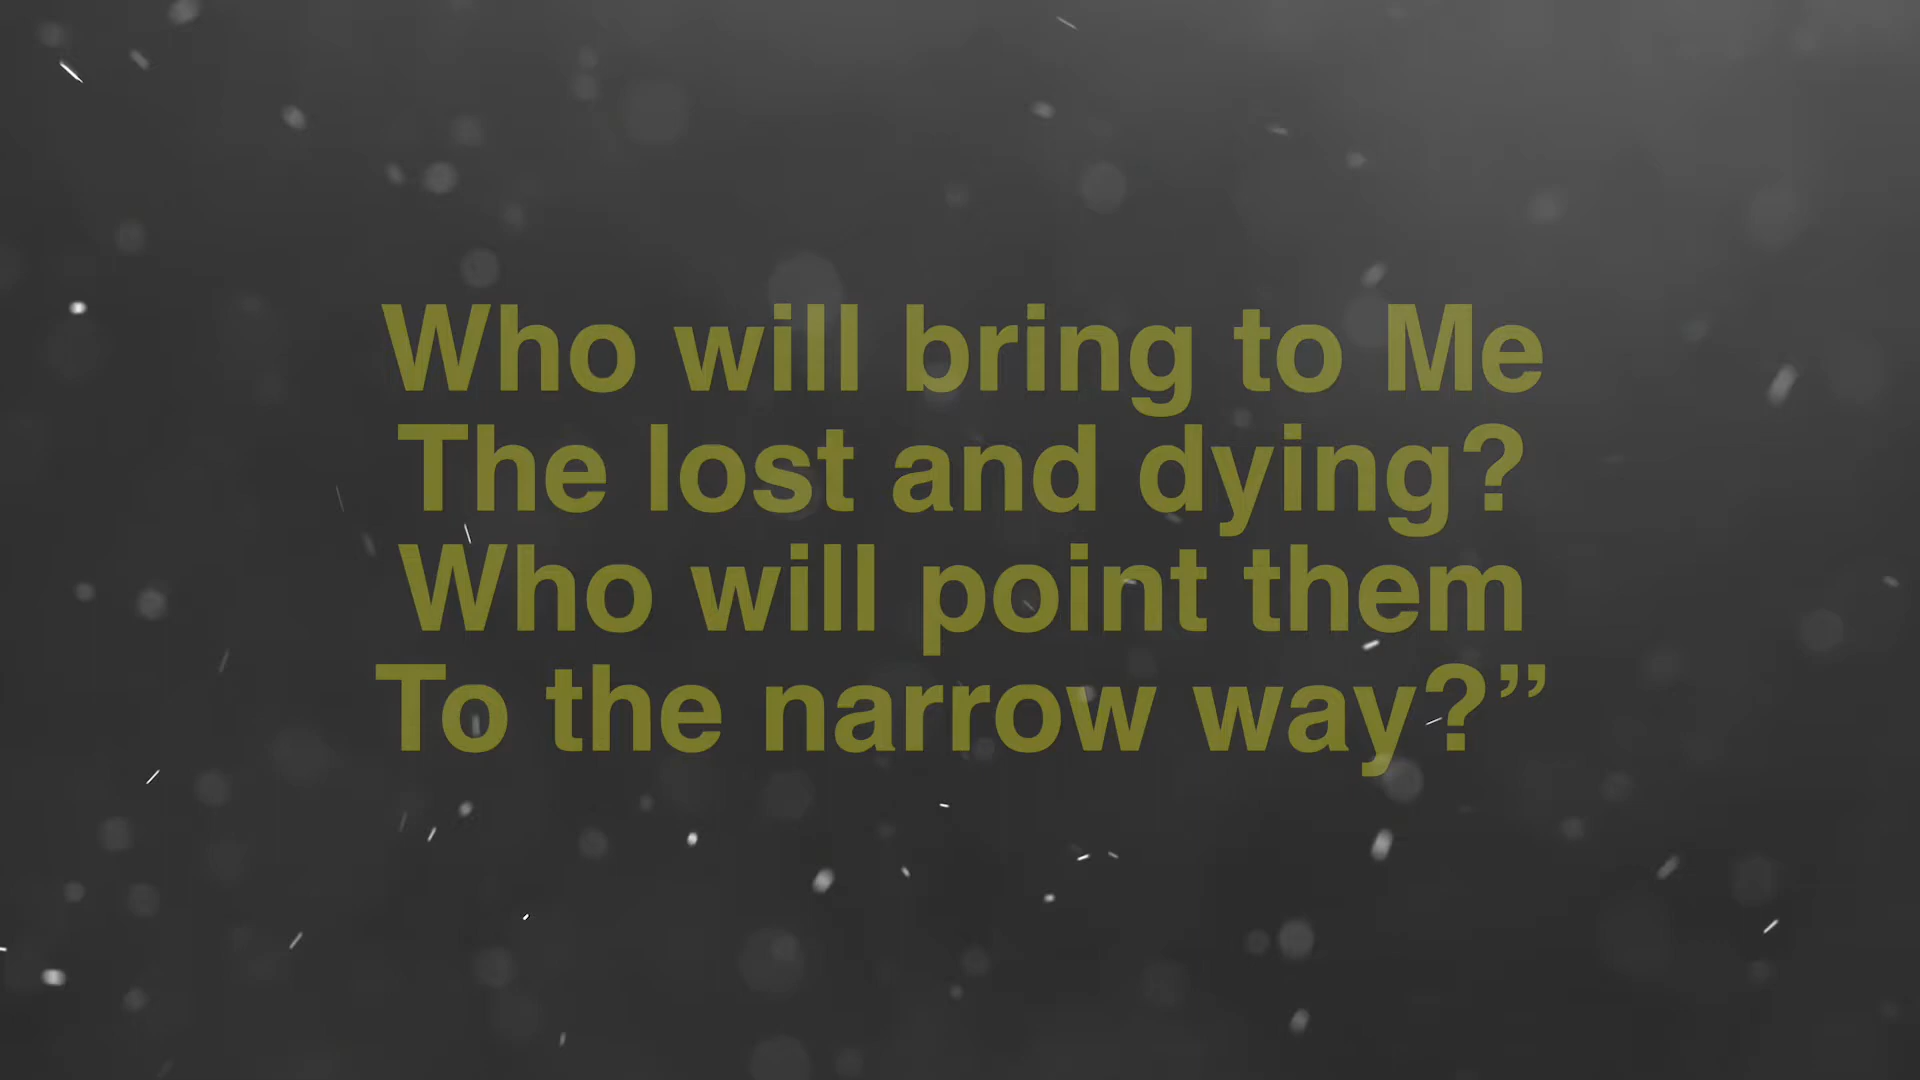 Who will bring to Me
The lost and dying?
Who will point them
To the narrow way?”